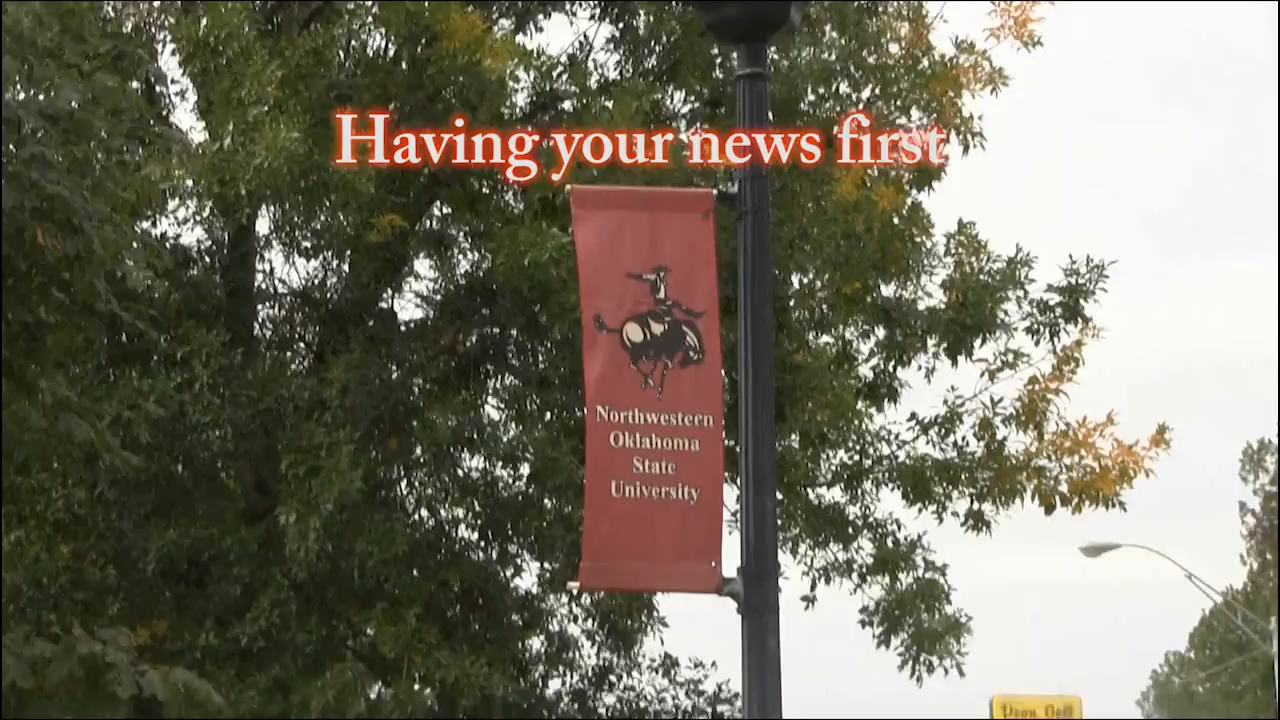 Having your news first
Northwestern
Oklahoma
State
University